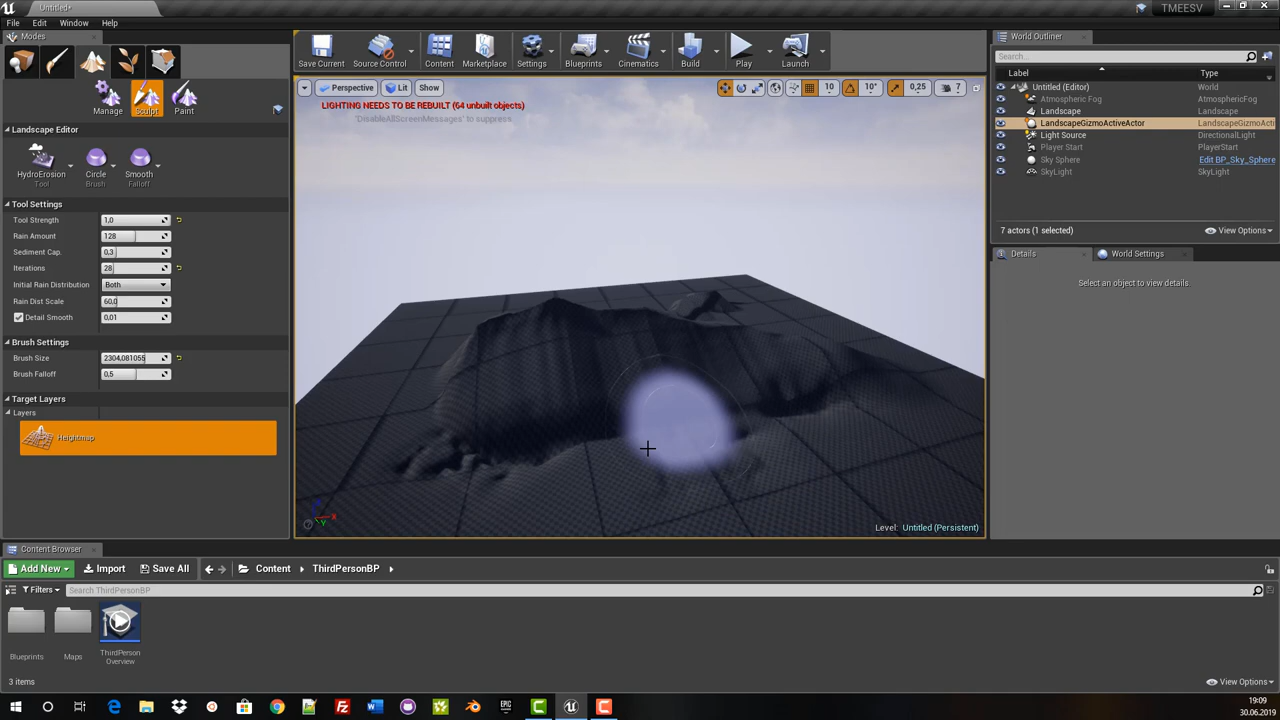 Untitled*
TMEESV
File Edit Window Help
Modes
Manage Sculpt Paint
Landscape Editor
HydroErosion Circle Smooth
Tool Brush Falloff
Tool Settings
Tool Strength 1,0
Rain Amount 128
Sediment Cap. 0,3
Iterations 28
Initial Rain Distribution Both
Rain Dist Scale 60,0
Detail Smooth 0,01
Brush Settings
Brush Size 2304,081055
Brush Falloff 0,5
Target Layers
Layers
Heightmap
Save Current Source Control Content Marketplace Settings Blueprints Cinematics Build Play Launch
Perspective Lit Show 10 10° 0,25 7
LIGHTING NEEDS TO BE REBUILT (64 unbuilt objects)
'DisableAllScreenMessages' to suppress
X
Y
Level: Untitled (Persistent)
World Outliner
Search...
Label Type
Untitled (Editor) World
Atmospheric Fog AtmosphericFog
Landscape Landscape
LandscapeGizmoActiveActor LandscapeGizmoActi
Light Source DirectionalLight
Player Start PlayerStart
Sky Sphere Edit BP_Sky_Sphere
SkyLight SkyLight
7 actors (1 selected) View Options
Details World Settings
Select an object to view details.
Content Browser
Add New Import Save All Content ThirdPersonBP
Filters Search ThirdPersonBP
Blueprints Maps ThirdPerson
Overview
3 items View Options
19:09
30.06.2019